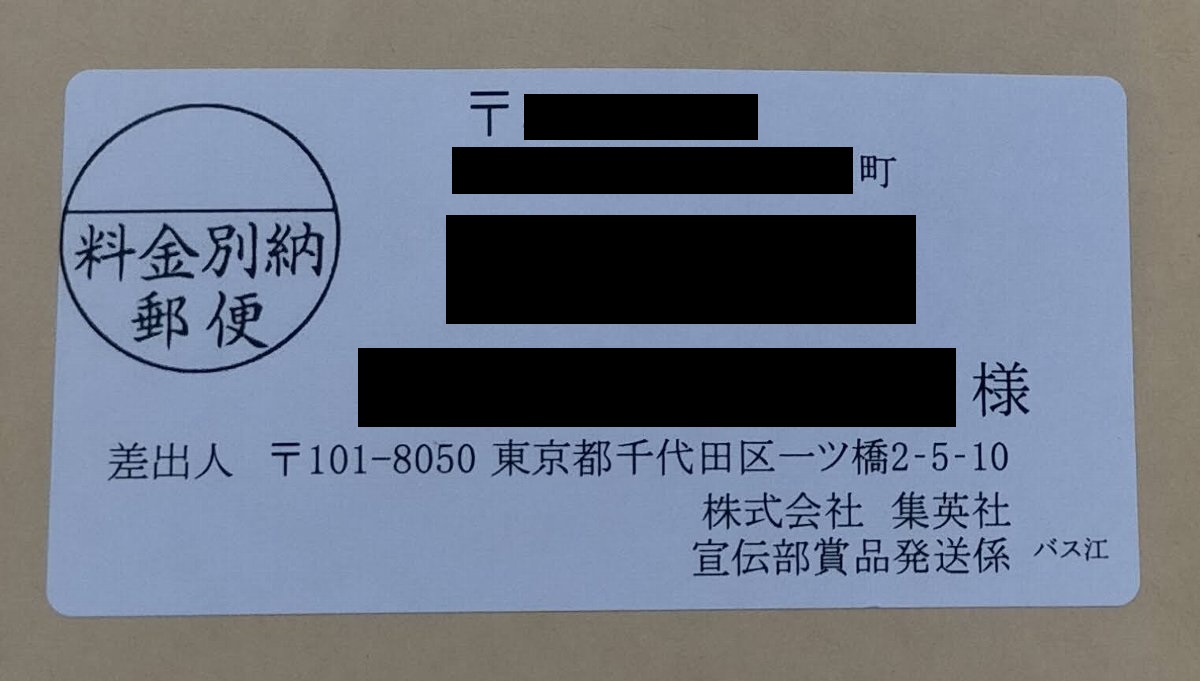 料金別納
郵便
〒
町
様
差出人 〒101-8050 東京都千代田区一ツ橋2-5-10
株式会社 集英社
宣伝部賞品発送係 バス江